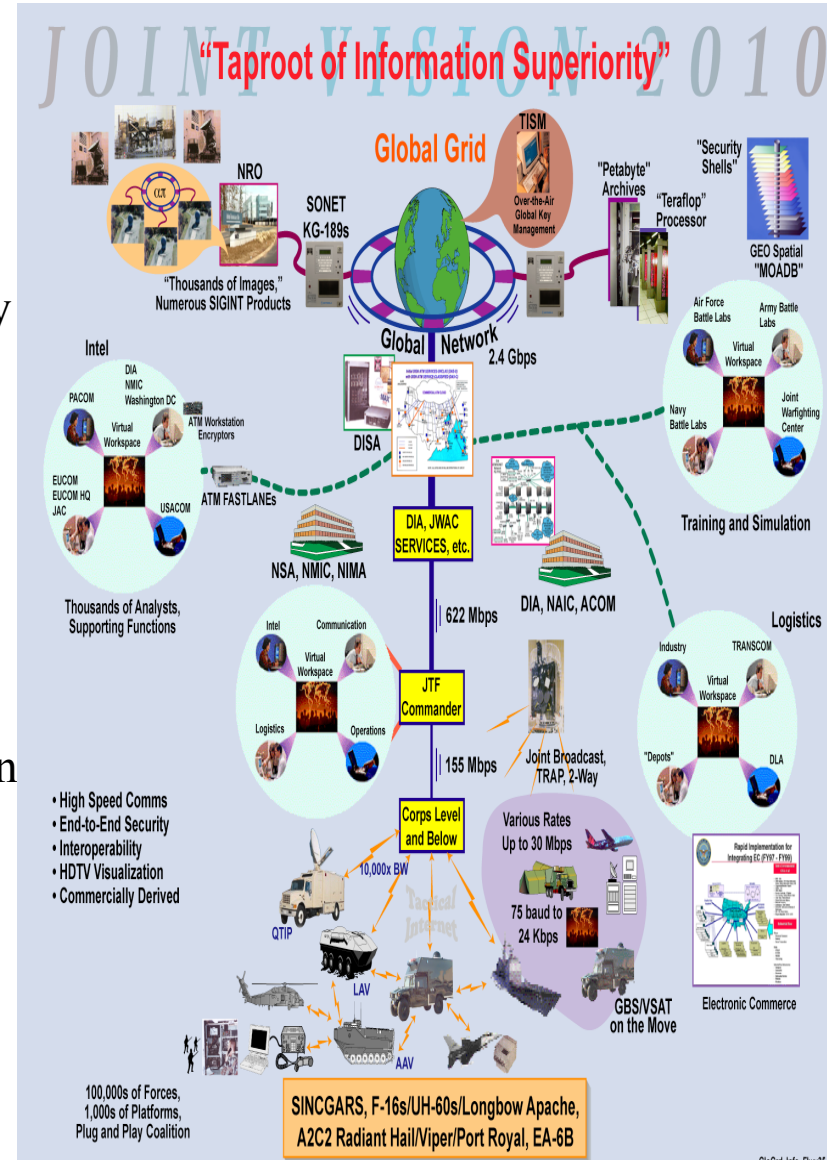 JOINT VISION 2010
“Taproot of Information Superiority”
Global Grid
TISM
Over-the-Air
Global Key
Management
NRO
SONET
KG-189s
απ
“Thousands of Images,”
Numerous SIGINT Products
"Petabyte"
Archives
“Teraflop”
Processor
"Security
Shells"
GEO Spatial
"MOADB"
Global Network
2.4 Gbps
y
Intel
DIA
NMIC
Washington DC
PACOM
Virtual
Workspace
ATM Workstation
Encryptors
EUCOM
EUCOM HQ
JAC
USACOM
ATM FASTLANEs
Thousands of Analysts,
Supporting Functions
DISA
NSA, NMIC, NIMA
DIA, JWAC
SERVICES, etc.
DIA, NAIC, ACOM
Air Force
Battle Labs
Army Battle
Labs
Virtual
Workspace
Navy
Battle Labs
Joint
Warfighting
Center
Training and Simulation
622 Mbps
Intel
Communication
Virtual
Workspace
Logistics
Operations
JTF
Commander
155 Mbps
Joint Broadcast,
TRAP, 2-Way
Logistics
Industry
TRANSCOM
Virtual
Workspace
"Depots"
DLA
n
• High Speed Comms
• End-to-End Security
• Interoperability
• HDTV Visualization
• Commercially Derived
Corps Level
and Below
Various Rates
Up to 30 Mbps
75 baud to
24 Kbps
10,000x BW
Tactical
Internet
QTIP
LAV
AAV
GBS/VSAT
on the Move
Rapid Implementation for
Integrating EC (FY97 - FY99)
Electronic Commerce
100,000s of Forces,
1,000s of Platforms,
Plug and Play Coalition
SINCGARS, F-16s/UH-60s/Longbow Apache,
A2C2 Radiant Hail/Viper/Port Royal, EA-6B